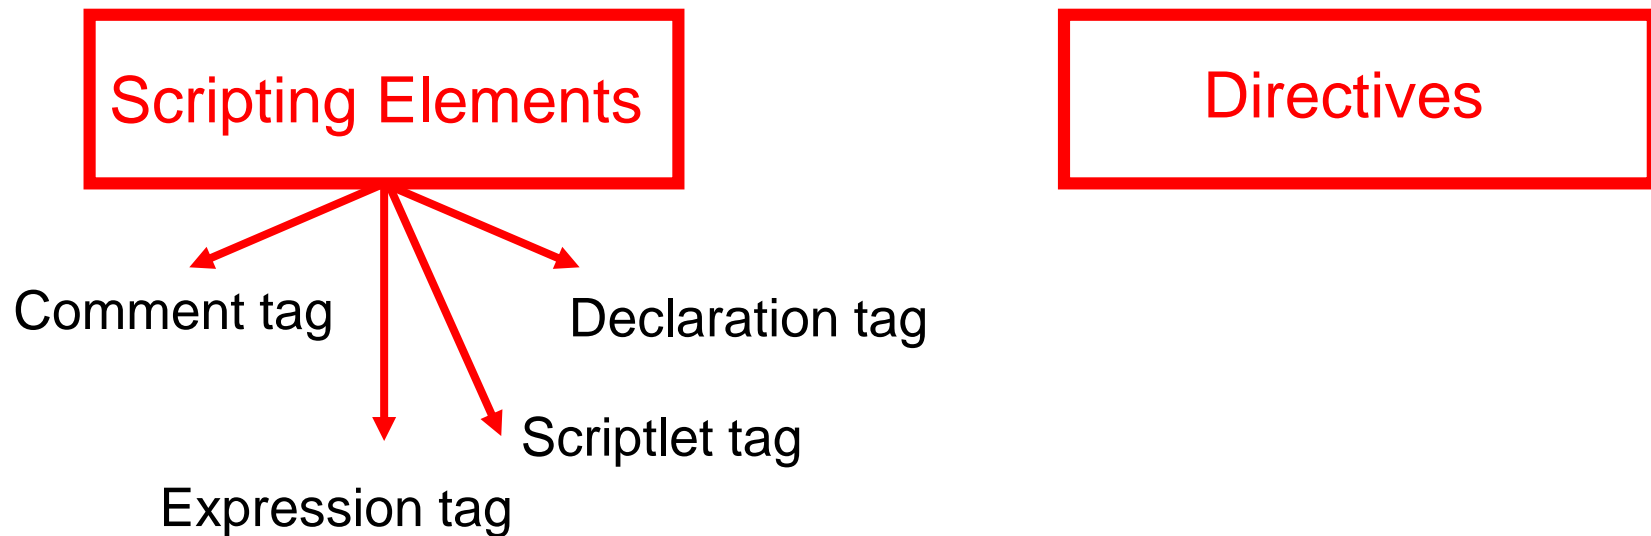 Scripting Elements
Directives
Comment tag
Declaration tag
Scriptlet tag
Expression tag